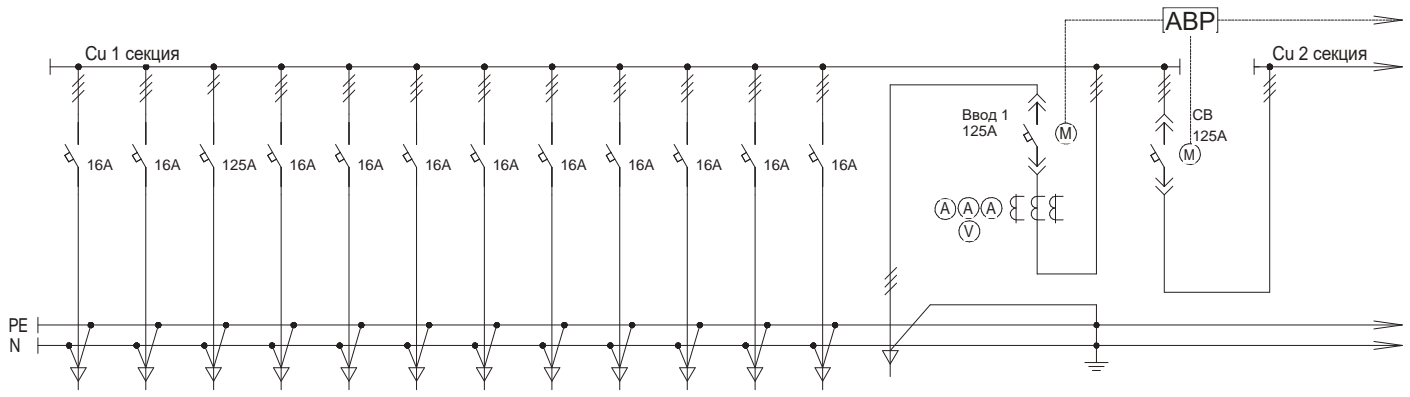 АВР
Cu 1 секция
Cu 2 секция
Ввод 1
125А
М
СВ
125А
М
16А 16А 125А 16А 16А 16А 16А 16А 16А 16А 16А 16А
A A A
V
PE
N